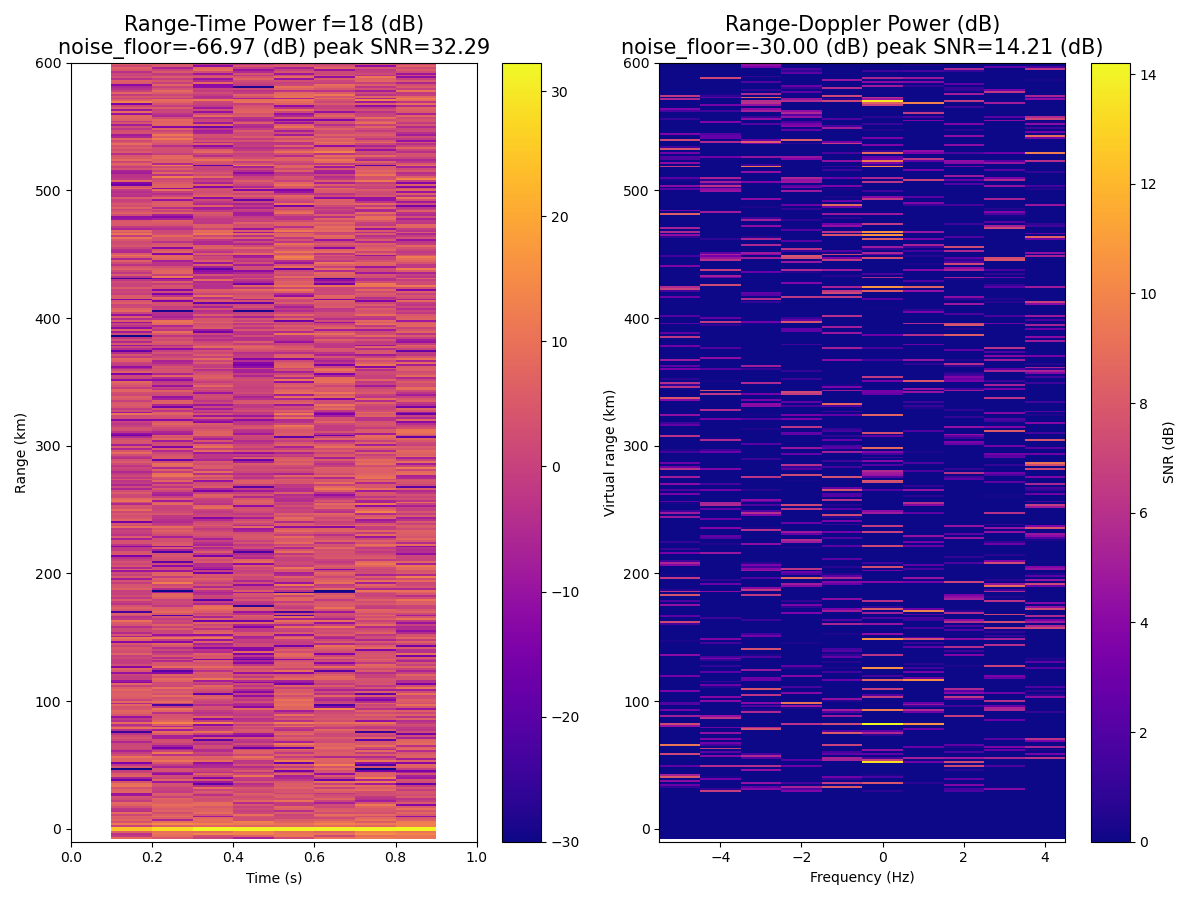 Range-Time Power f=18 (dB)
noise_floor=-66.97 (dB) peak SNR=32.29
Range (km)
600
500
400
300
200
100
0
0.0 0.2 0.4 0.6 0.8 1.0
Time (s)
30
20
10
0
−10
−20
−30
Range-Doppler Power (dB)
noise_floor=-30.00 (dB) peak SNR=14.21 (dB)
Virtual range (km)
600
500
400
300
200
100
0
−4 −2 0 2 4
Frequency (Hz)
14
12
10
8
6
4
2
0
SNR (dB)